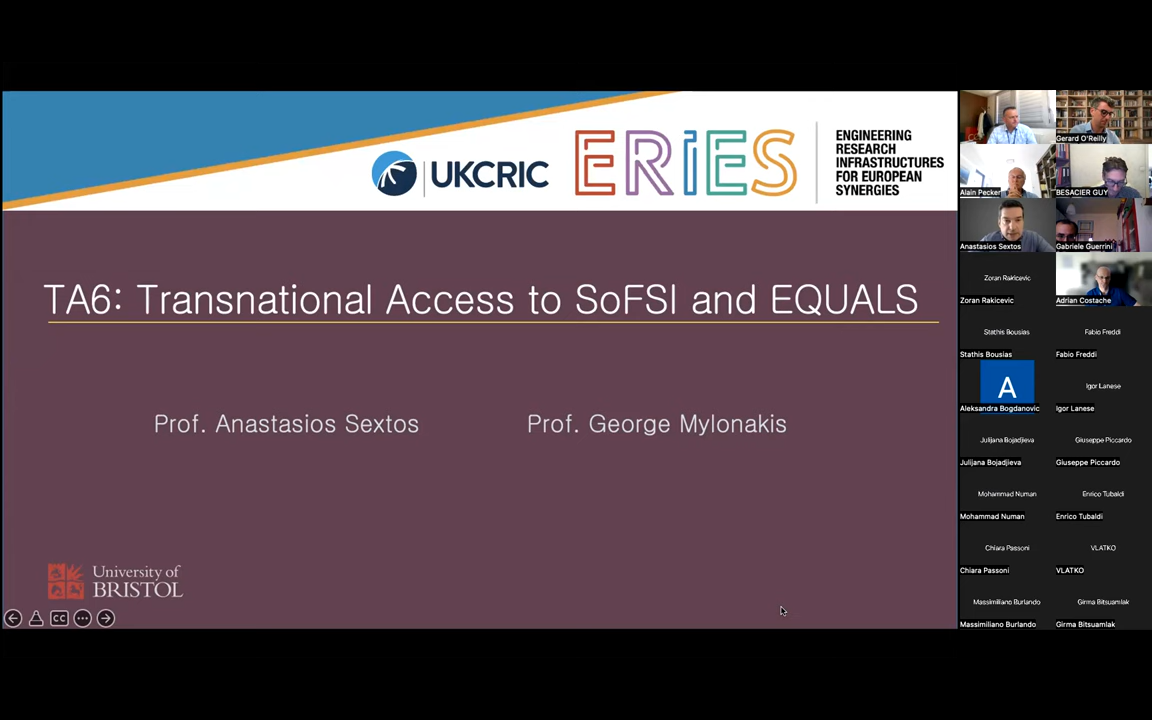 UKCRIC
ERIES
ENGINEERING
RESEARCH
INFRASTRUCTURES
FOR EUROPEAN
SYNERGIES
TA6: Transnational Access to SoFSI and EQUALS
Prof. Anastasios Sextos
Prof. George Mylonakis
University of
BRISTOL
CC
Gerard O'Reilly
Alain Pecker
BESACIER GUY
Anastasios Sextos
Gabriele Guerrini
Zoran Rakicevic
Zoran Rakicevic
Adrian Costache
Stathis Bousias
Fabio Freddi
Stathis Bousias
Fabio Freddi
A
Igor Lanese
Aleksandra Bogdanovic
Igor Lanese
Julijana Bojadjieva
Giuseppe Piccardo
Julijana Bojadjieva
Giuseppe Piccardo
Mohammad Numan
Enrico Tubaldi
Mohammad Numan
Enrico Tubaldi
Chiara Passoni
VLATKO
Chiara Passoni
VLATKO
Massimiliano Burlando
Girma Bitsuamlak
Massimiliano Burlando
Girma Bitsuamlak